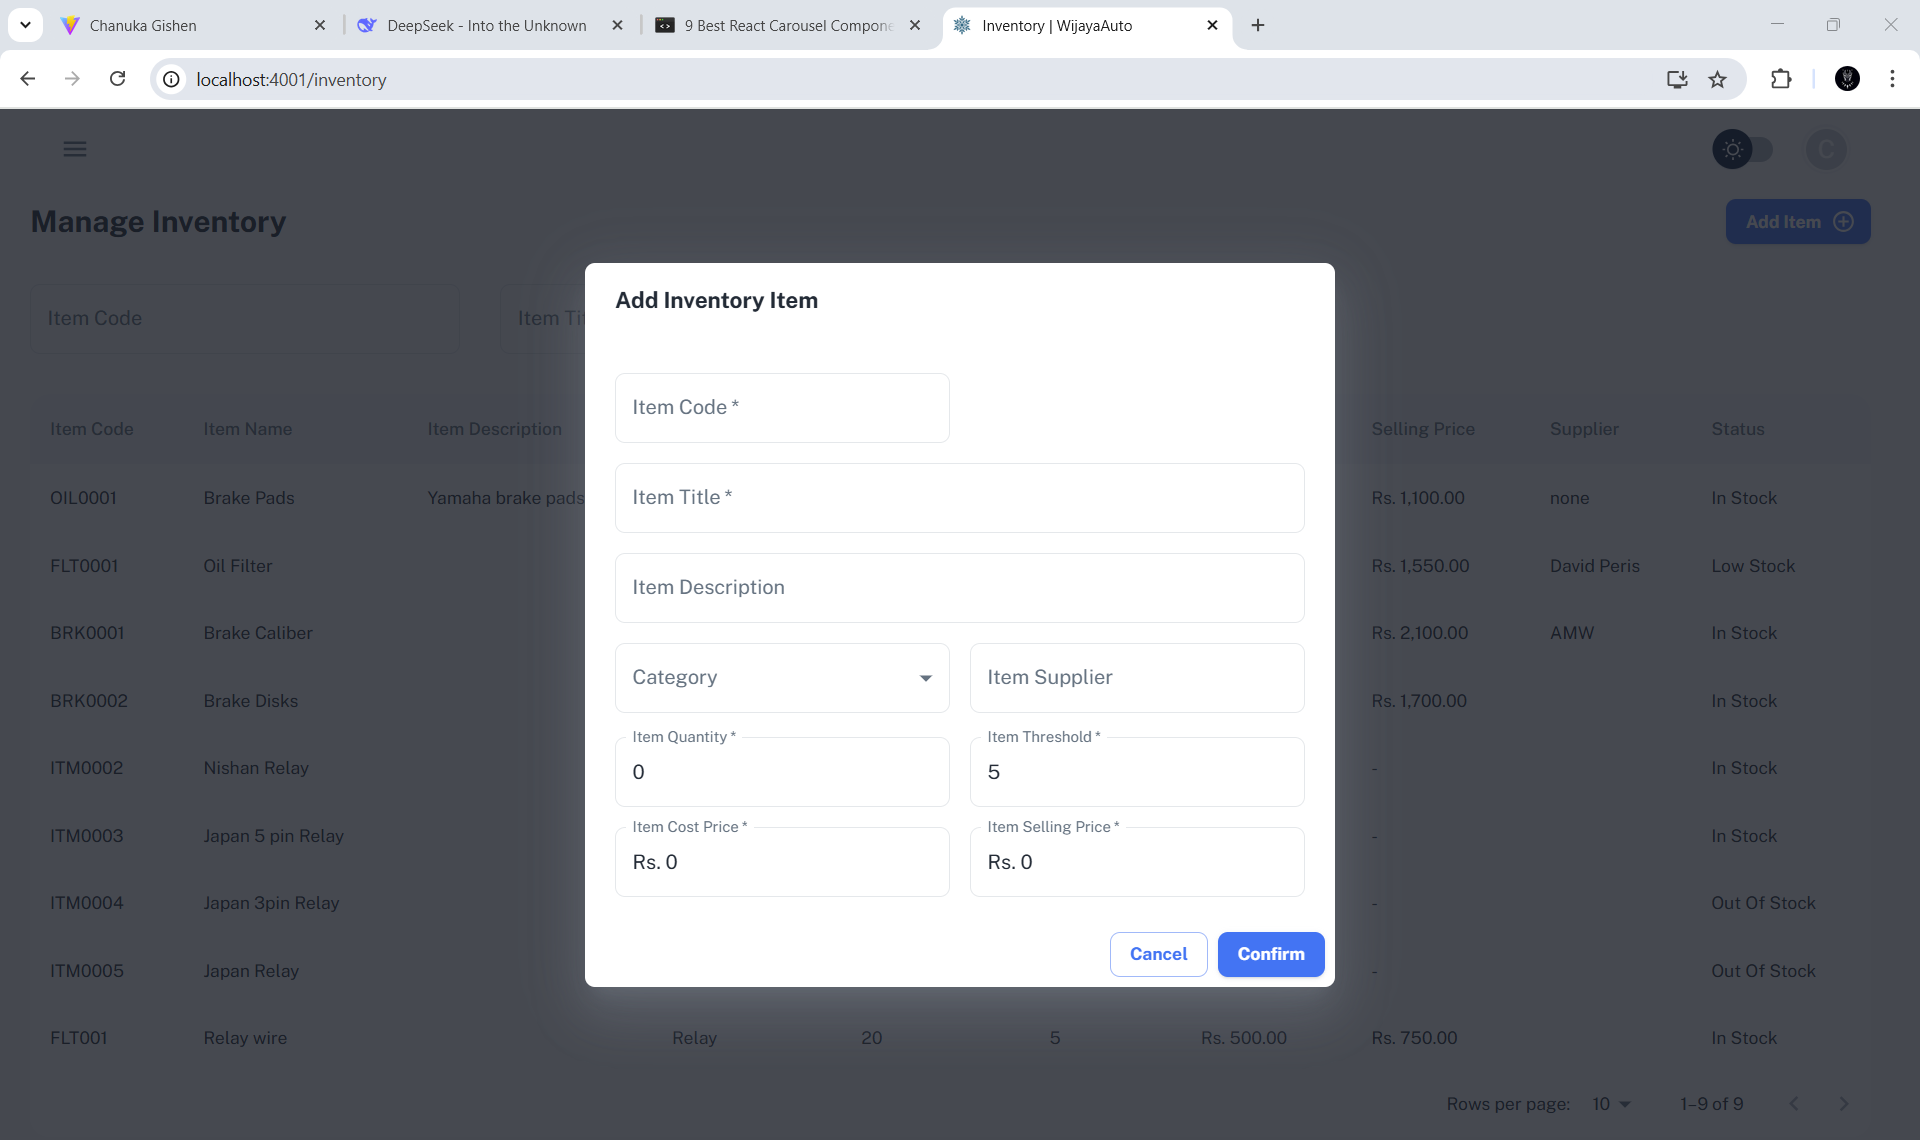 Chanuka Gishen
DeepSeek - Into the Unknown
9 Best React Carousel Compone
Inventory | WijayaAuto
localhost:4001/inventory
C
Manage Inventory
Add Item
Item Code
Item Tit
Item Code Item Name Item Description Selling Price Supplier Status
OIL0001 Brake Pads Yamaha brake pads Rs. 1,100.00 none In Stock
FLT0001 Oil Filter Rs. 1,550.00 David Peris Low Stock
BRK0001 Brake Caliber Rs. 2,100.00 AMW In Stock
BRK0002 Brake Disks Rs. 1,700.00 In Stock
ITM0002 Nishan Relay - In Stock
ITM0003 Japan 5 pin Relay - In Stock
ITM0004 Japan 3pin Relay - Out Of Stock
ITM0005 Japan Relay - Out Of Stock
FLT001 Relay wire Relay 20 5 Rs. 500.00 Rs. 750.00 In Stock
Rows per page: 10 1–9 of 9
Add Inventory Item
Item Code *
Item Title *
Item Description
Category
Item Supplier
Item Quantity *
0
Item Threshold *
5
Item Cost Price *
Rs. 0
Item Selling Price *
Rs. 0
Cancel
Confirm